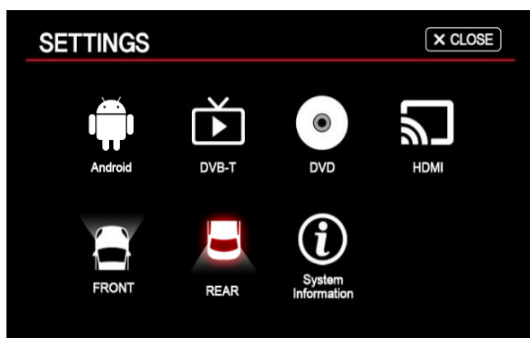 SETTINGS
× CLOSE
Android
DVB-T
DVD
HDMI
FRONT
REAR
System
Information